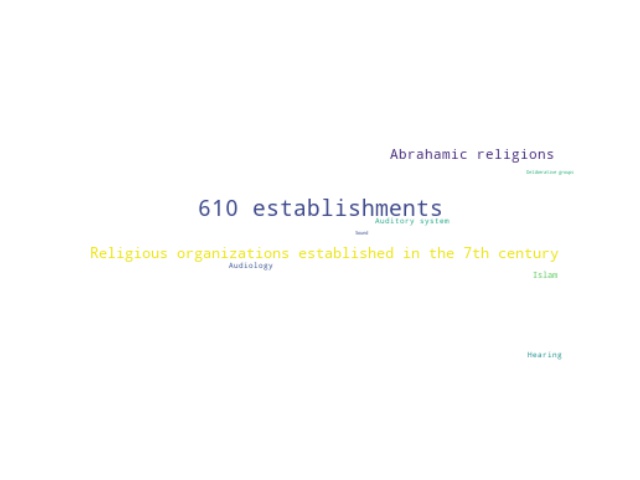 Abrahamic religions
Deliberative groups
610 establishments
Auditory system
Sound
Religious organizations established in the 7th century
Audiology
Islam
Hearing